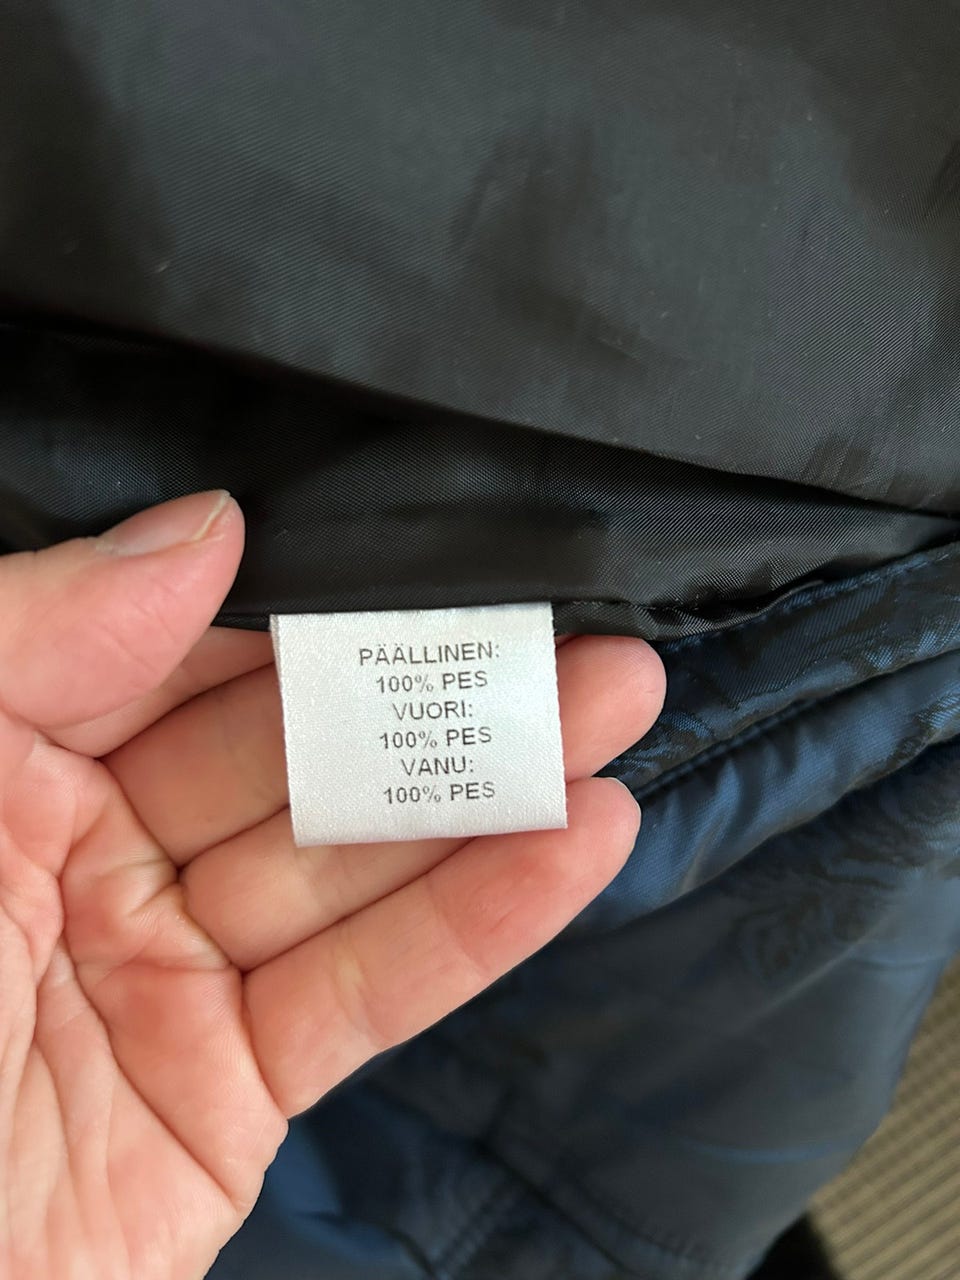 PÄÄLLINEN:
100% PES
VUORI:
100% PES
VANU:
100% PES